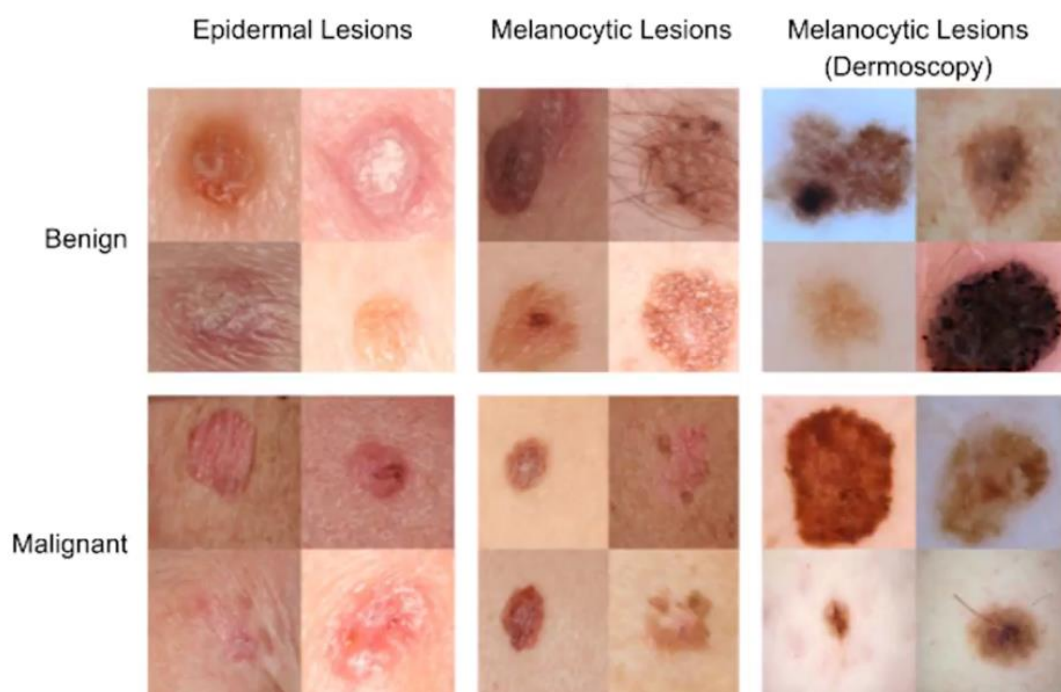 Epidermal Lesions
Melanocytic Lesions
Melanocytic Lesions
(Dermoscopy)
Benign
Malignant